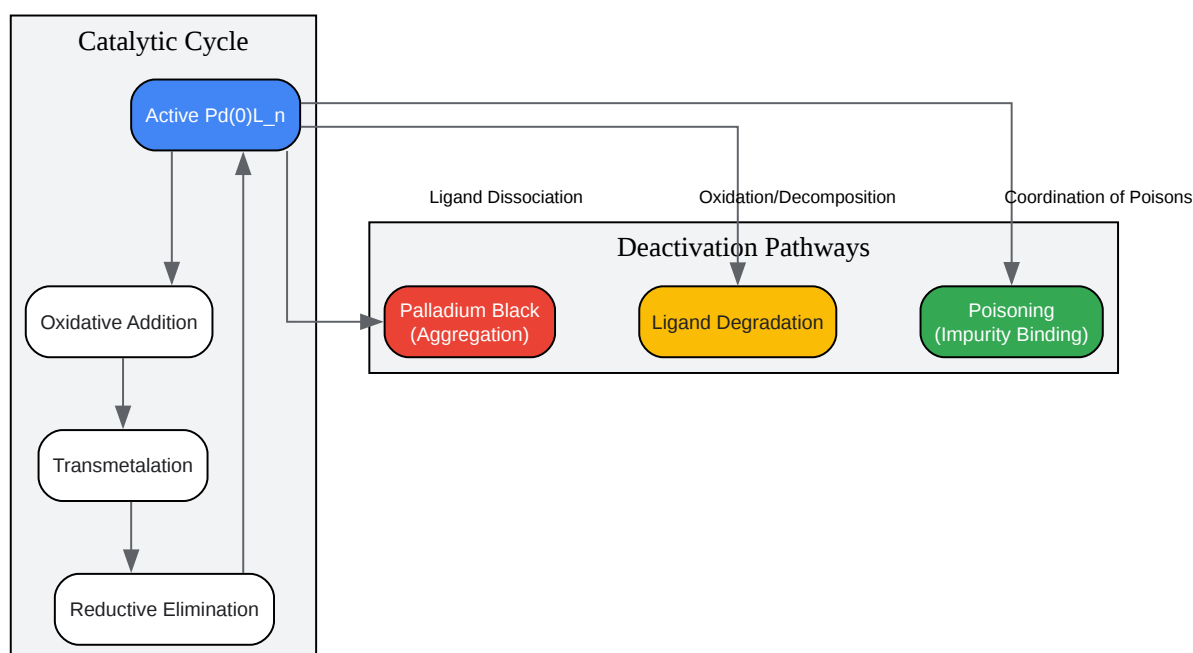 Catalytic Cycle
Active Pd(0)L_n
Ligand Dissociation
Oxidation/Decomposition
Coordination of Poisons
Deactivation Pathways
Oxidative Addition
Palladium Black
(Aggregation)
Ligand Degradation
Poisoning
(Impurity Binding)
Transmetalation
Reductive Elimination